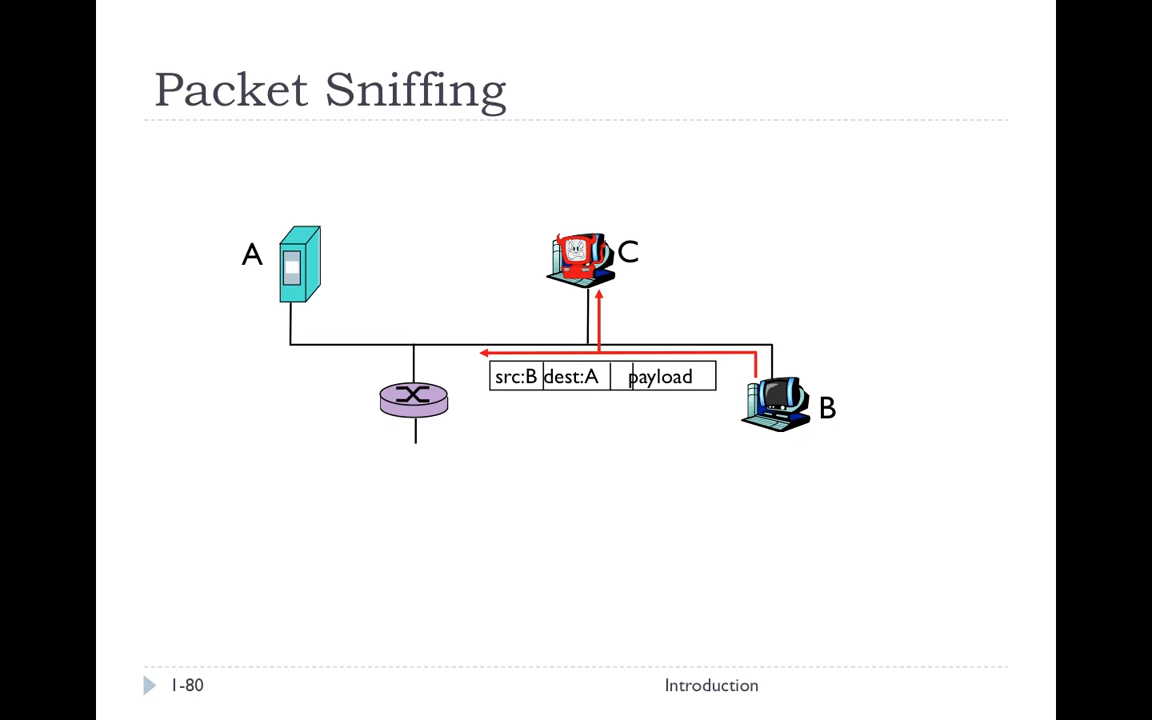 Packet Sniffing
A
C
src:B dest:A payload
B
1-80 Introduction